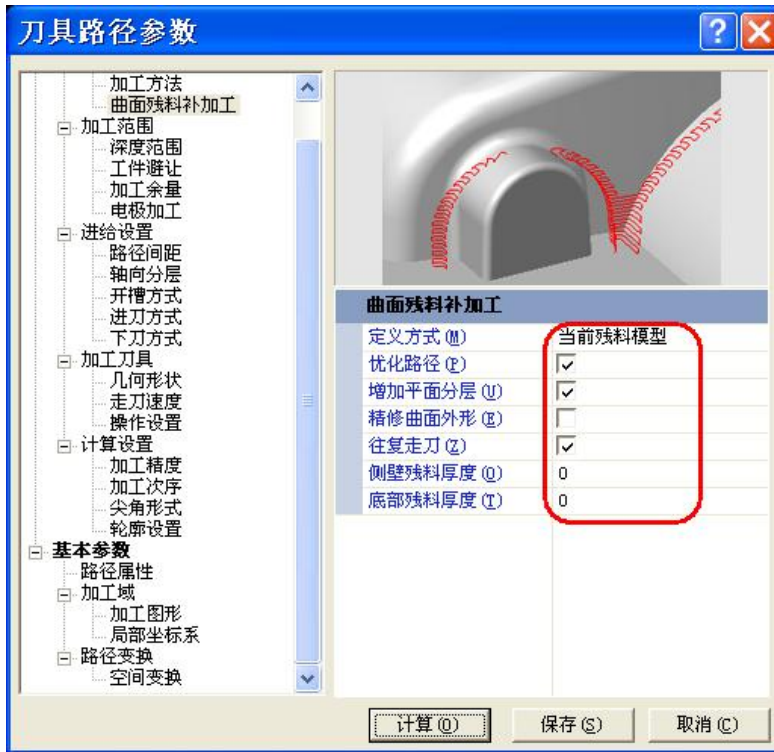 刀具路径参数
加工方法
曲面残料补加工
加工范围
深度范围
工件避让
加工余量
电极加工
进给设置
路径间距
轴向分层
开槽方式
进刀方式
下刀方式
加工刀具
几何形状
走刀速度
操作设置
计算设置
加工精度
加工次序
尖角形式
轮廓设置
基本参数
路径属性
加工域
加工图形
局部坐标系
路径变换
空间变换
曲面残料补加工
定义方式(M) 当前残料模型
优化路径(P)
增加平面分层(U)
精修曲面外形(E)
往复走刀(Z)
侧壁残料厚度(Q) 0
底部残料厚度(T) 0
计算(O) 保存(S) 取消(C)